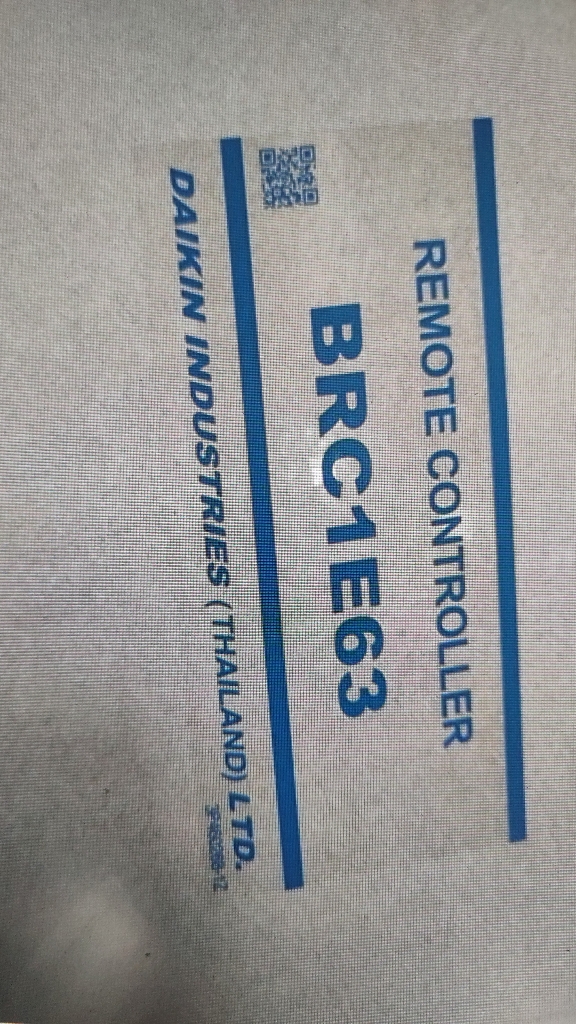 REMOTE CONTROLLER
BRC1E63
DAIKIN INDUSTRIES (THAILAND) LTD.